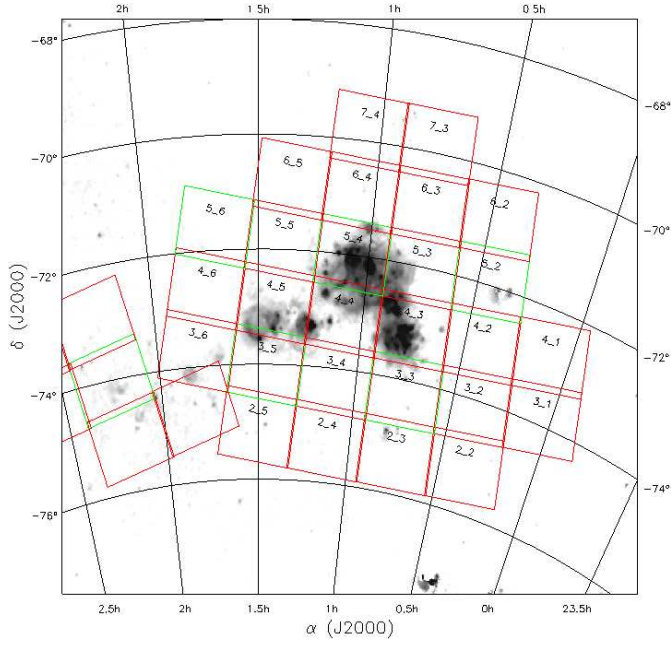 2h 1.5h 1h 0.5h
−68° −68°
7_4 7_3
−70° 6_5 6_4 6_3 6_2 −70°
5_6 5_5 5_4 5_3 5_2
−72° 4_6 4_5 4_4 4_3 4_2 4_1 −72°
3_6 3_5 3_4 3_3 3_2 3_1
−74° 2_5 2_4 2_3 2_2 −74°
−76°
δ (J2000)
2.5h 2h 1.5h 1h 0.5h 0h 23.5h
α (J2000)